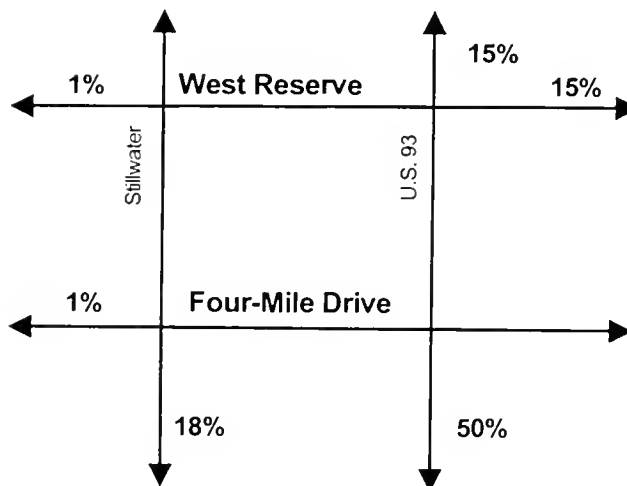 15%
1%
West Reserve
15%
Stillwater
U.S. 93
1%
Four-Mile Drive
18%
50%